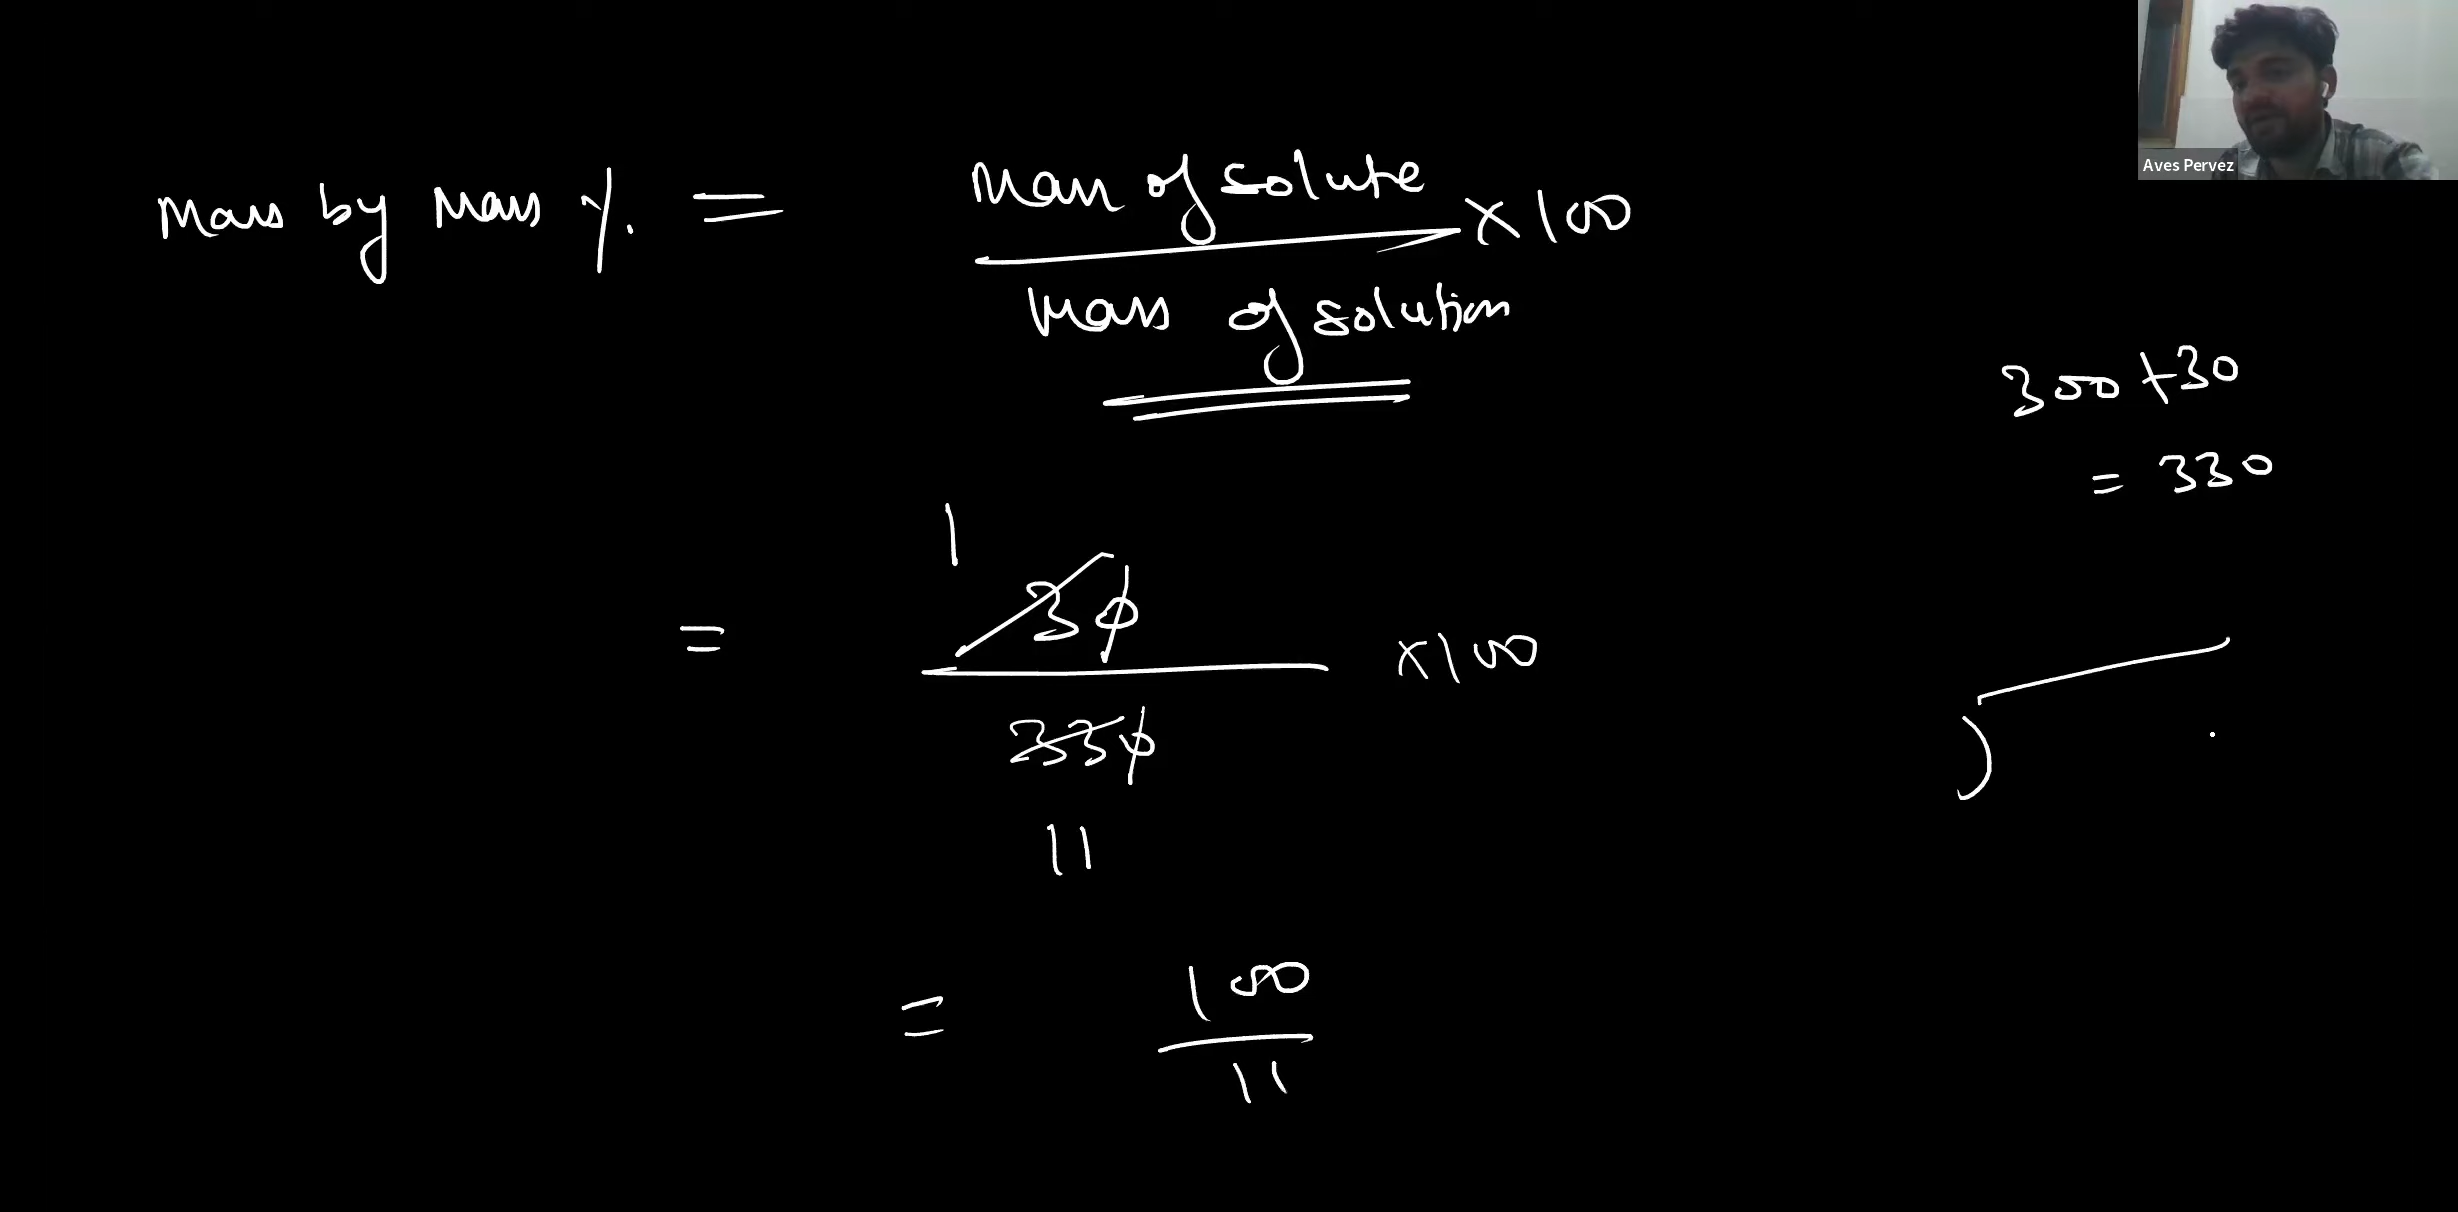 Aves Pervez
Mass by Mass % = Mass of solute
× 100
Mass of solution
300 + 30
= 330
1
= 30 × 100
330
11
= 100
11